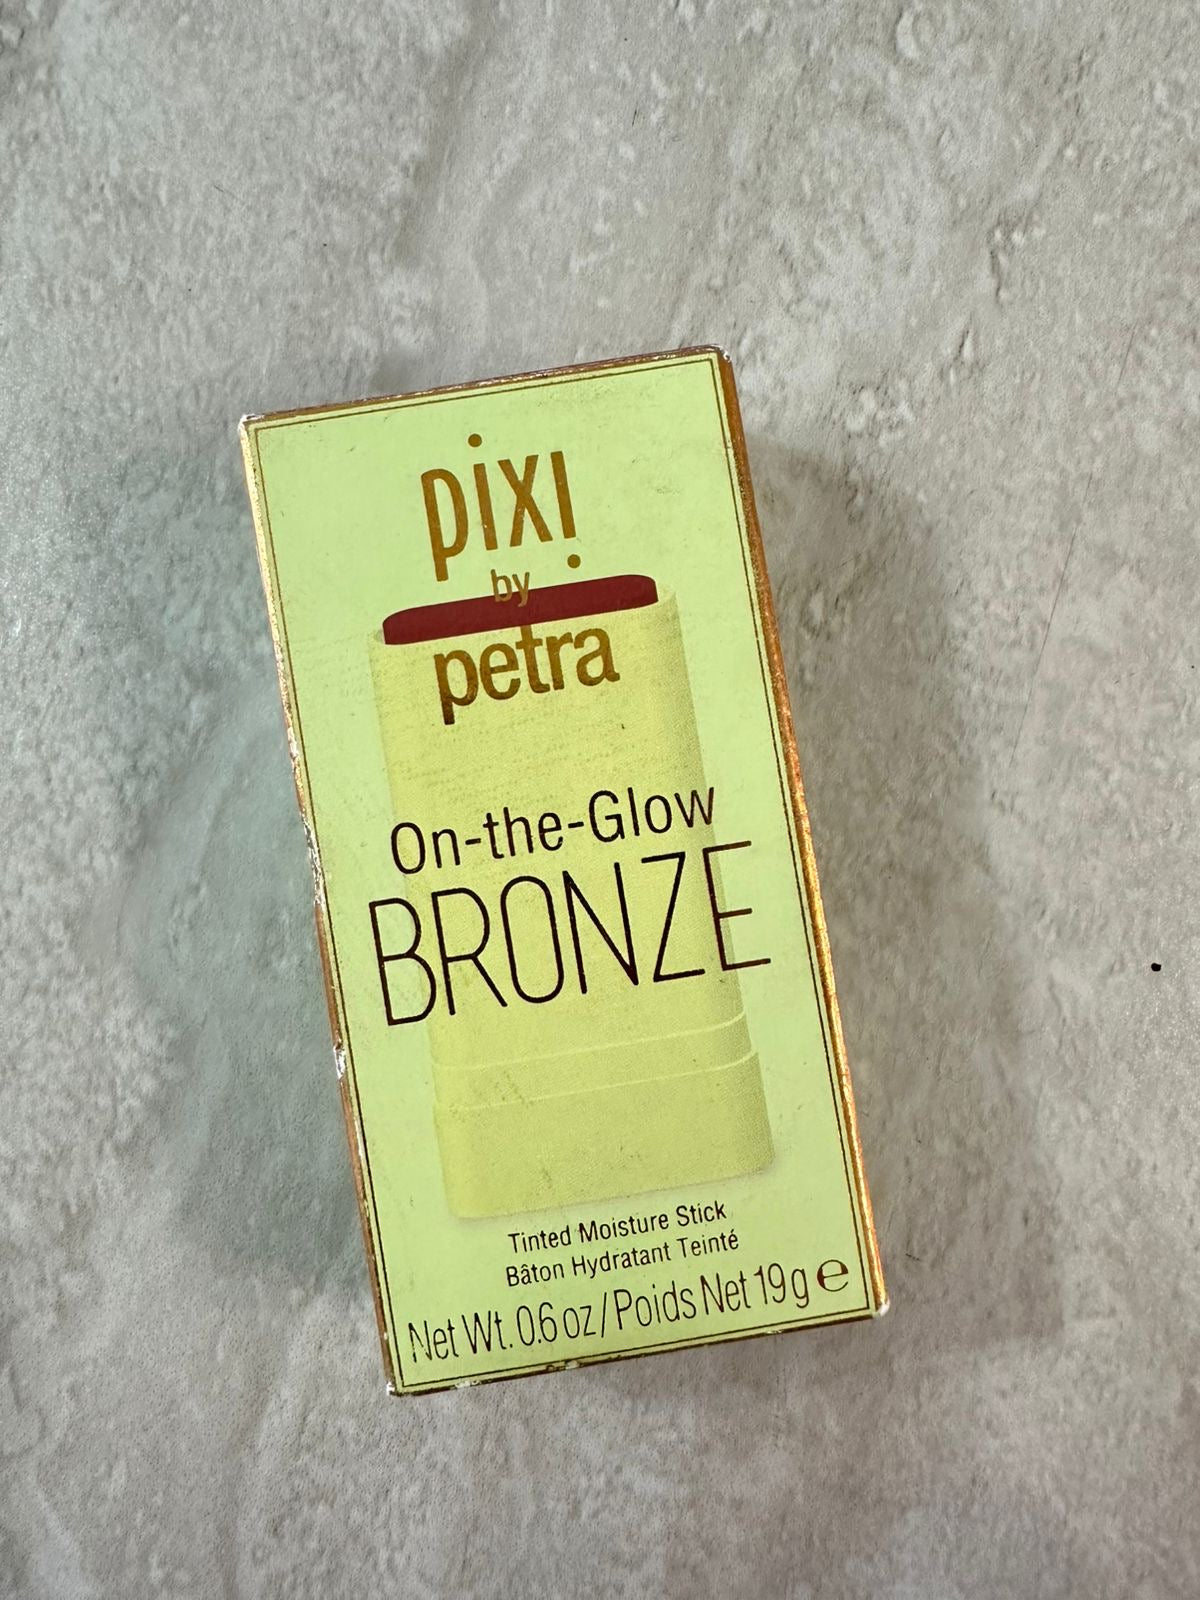 pixi
by
petra
On-the-Glow
BRONZE
Tinted Moisture Stick
Bâton Hydratant Teinté
Net Wt. 0.6 oz/Poids Net 19 g ℮